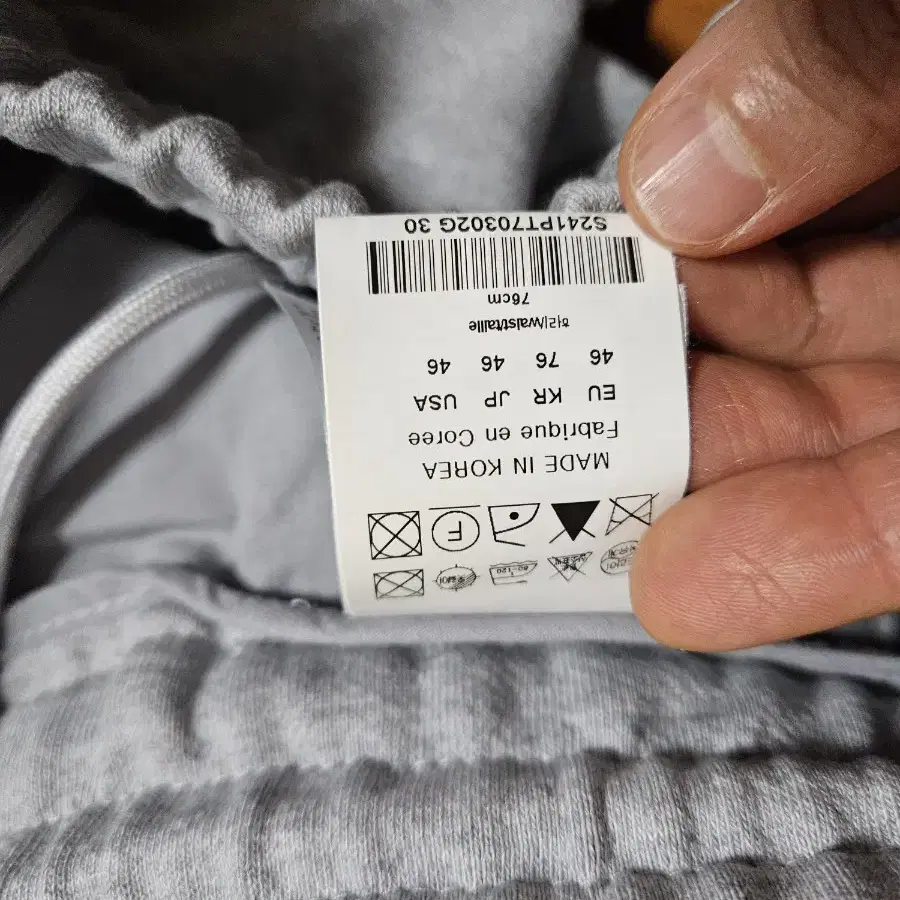 MADE IN KOREA
Fabrique en Coree
EU KR JP USA
46 76 46 46
허리/waist/taille
76cm
S241PT70302G 30
F